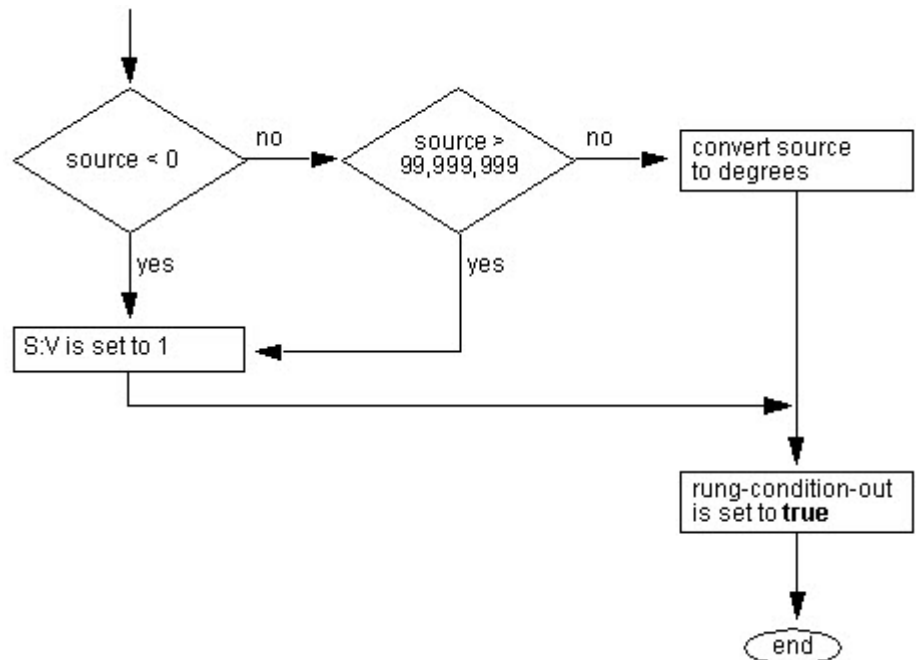 source < 0
no
source >
99,999,999
no
convert source
to degrees
yes
yes
S:V is set to 1
rung-condition-out
is set to true
end